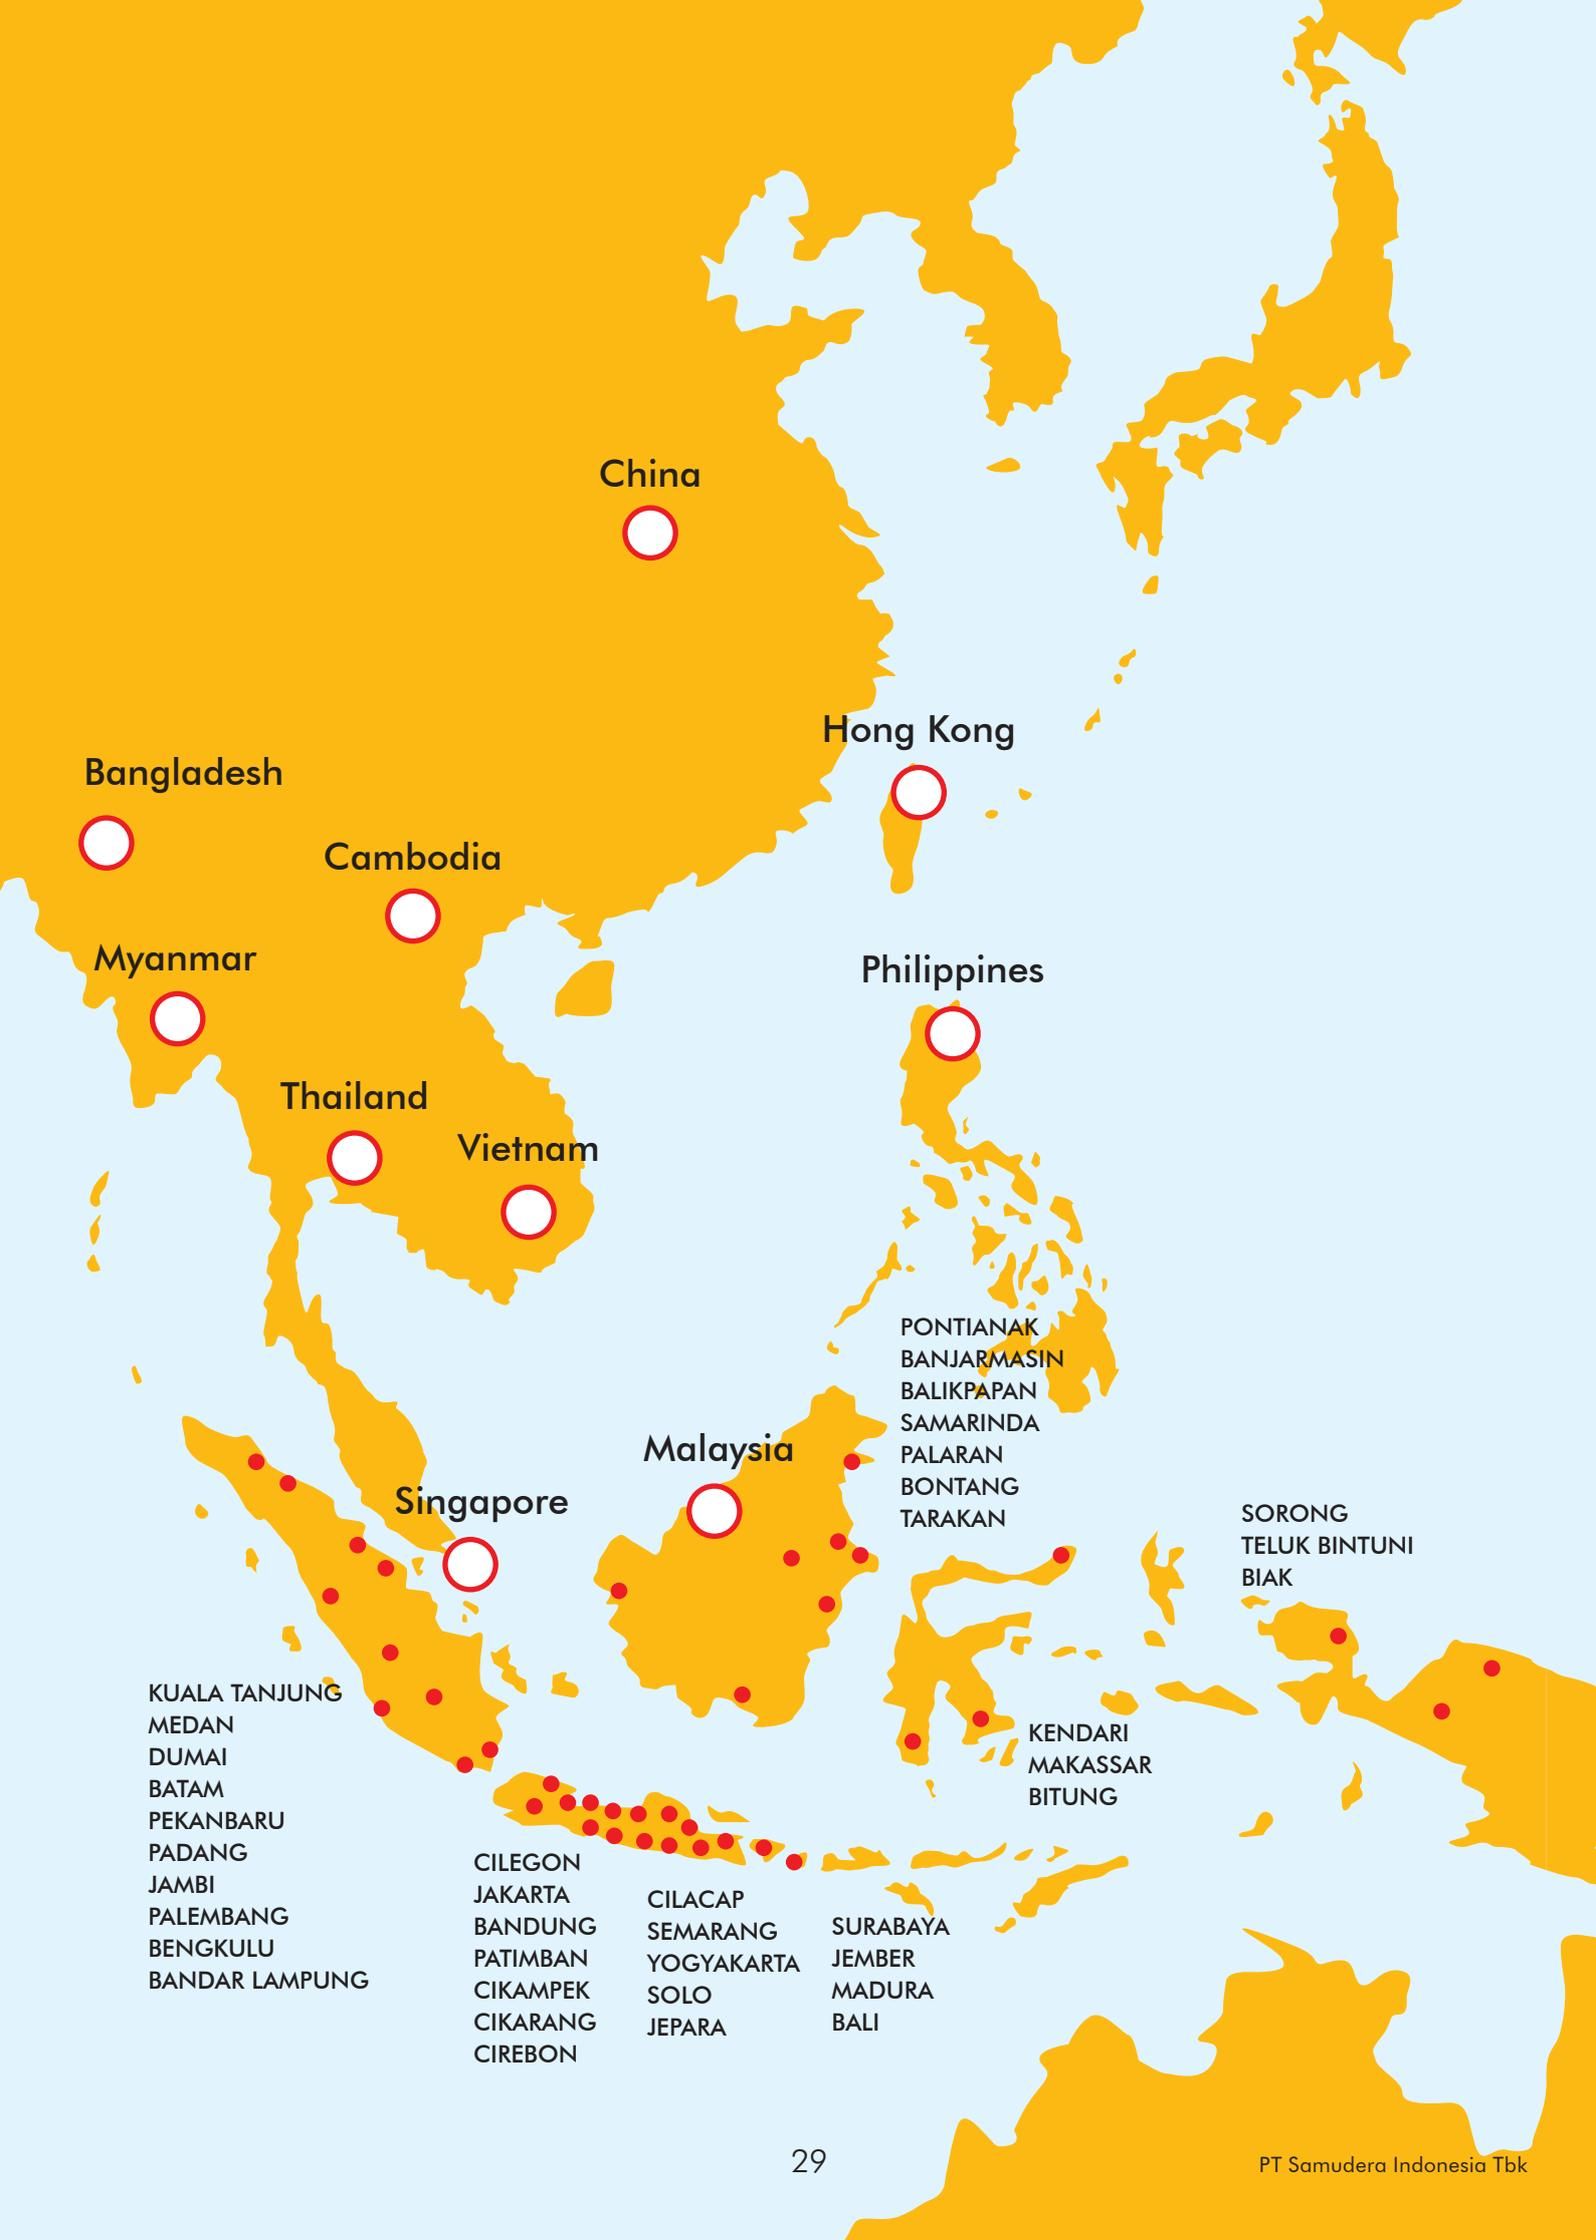 China
Hong Kong
Bangladesh
Cambodia
Myanmar
Philippines
Thailand
Vietnam
PONTIANAK
BANJARMASIN
BALIKPAPAN
SAMARINDA
PALARAN
BONTANG
TARAKAN
Malaysia
Singapore
SORONG
TELUK BINTUNI
BIAK
KUALA TANJUNG
MEDAN
DUMAI
BATAM
PEKANBARU
PADANG
JAMBI
PALEMBANG
BENGKULU
BANDAR LAMPUNG
KENDARI
MAKASSAR
BITUNG
CILEGON
JAKARTA
BANDUNG
PATIMBAN
CIKAMPEK
CIKARANG
CIREBON
CILACAP
SEMARANG
YOGYAKARTA
SOLO
JEPARA
SURABAYA
JEMBER
MADURA
BALI
29
PT Samudera Indonesia Tbk